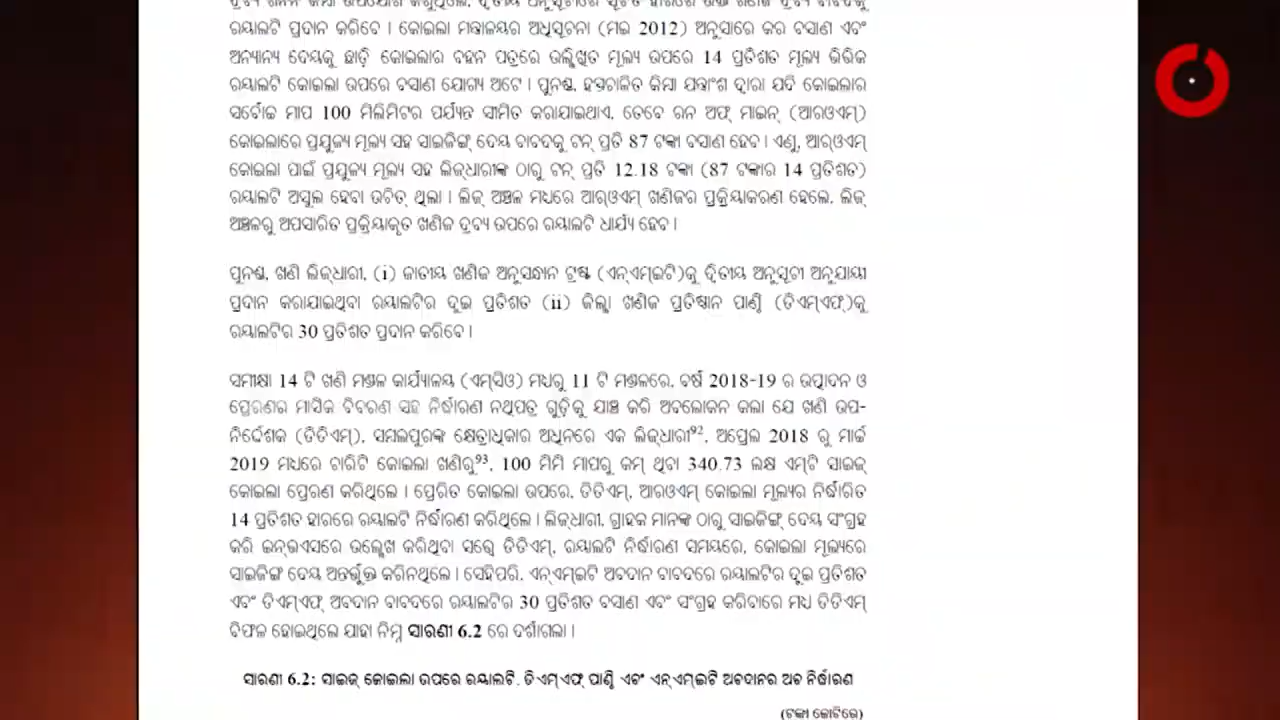 ରୟାଲଟି ପ୍ରଦାନ କରିବେ । କୋଇଲା ମନ୍ତ୍ରାଳୟର ଅଧିସୂଚନା (ମଇ 2012) ଅନୁସାରେ କର ବସାଣ ଏବଂ
ଅନ୍ୟାନ୍ୟ ଦେୟକୁ ଛାଡ଼ି କୋଇଲାର ବହନ ପତ୍ରରେ ଉଲ୍ଲିଖିତ ମୂଲ୍ୟ ଉପରେ 14 ପ୍ରତିଶତ ମୂଲ୍ୟ ଭିତ୍ତିକ
ରୟାଲଟି କୋଇଲା ଉପରେ ବସାଣ ଯୋଗ୍ୟ ଅଟେ । ପୁନଶ୍ଚ, ହସ୍ତଚାଳିତ କିମ୍ବା ଯନ୍ତ୍ରାଂଶ ଦ୍ୱାରା ଯଦି କୋଇଲାର
ସର୍ବୋଚ୍ଚ ମାପ 100 ମିଲିମିଟର ପର୍ଯ୍ୟନ୍ତ ସୀମିତ କରାଯାଇଥାଏ, ତେବେ ରନ ଅଫ୍ ମାଇନ୍ (ଆରଓଏମ୍)
କୋଇଲାରେ ପ୍ରଯୁଜ୍ୟ ମୂଲ୍ୟ ସହ ସାଇଜିଙ୍ଗ୍ ଦେୟ ବାବଦକୁ ଟନ୍ ପ୍ରତି 87 ଟଙ୍କା ବସାଣ ହେବ । ଏଣୁ, ଆର୍ଓଏମ୍
କୋଇଲା ପାଇଁ ପ୍ରଯୁଜ୍ୟ ମୂଲ୍ୟ ସହ ଲିଜ୍ଧାରୀଙ୍କ ଠାରୁ ଟନ୍ ପ୍ରତି 12.18 ଟଙ୍କା (87 ଟଙ୍କାର 14 ପ୍ରତିଶତ)
ରୟାଲଟି ଅସୁଲ ହେବା ଉଚିତ୍ ଥିଲା । ଲିଜ୍ ଅଞ୍ଚଳ ମଧ୍ୟରେ ଆର୍ଓଏମ୍ ଖଣିଜର ପ୍ରକ୍ରିୟାକରଣ ହେଲେ, ଲିଜ୍
ଅଞ୍ଚଳରୁ ଅପସାରିତ ପ୍ରକ୍ରିୟାକୃତ ଖଣିଜ ଦ୍ରବ୍ୟ ଉପରେ ରୟାଲଟି ଧାର୍ଯ୍ୟ ହେବ ।
ପୁନଶ୍ଚ, ଖଣି ଲିଜ୍ଧାରୀ, (i) ଜାତୀୟ ଖଣିଜ ଅନୁସନ୍ଧାନ ଟ୍ରଷ୍ଟ (ଏନ୍ଏମ୍ଇଟି)କୁ ଦ୍ୱିତୀୟ ଅନୁସୂଚୀ ଅନୁଯାୟୀ
ପ୍ରଦାନ କରାଯାଇଥିବା ରୟାଲଟିର ଦୁଇ ପ୍ରତିଶତ (ii) ଜିଲ୍ଲା ଖଣିଜ ପ୍ରତିଷ୍ଠାନ ପାଣ୍ଠି (ଡିଏମ୍ଏଫ୍)କୁ
ରୟାଲଟିର 30 ପ୍ରତିଶତ ପ୍ରଦାନ କରିବେ ।
ସମୀକ୍ଷା 14 ଟି ଖଣି ମଣ୍ଡଳ କାର୍ଯ୍ୟାଳୟ (ଏମ୍ସିଓ) ମଧ୍ୟରୁ 11 ଟି ମଣ୍ଡଳରେ, ବର୍ଷ 2018-19 ର ଉତ୍ପାଦନ ଓ
ପ୍ରେରଣର ମାସିକ ବିବରଣ ସହ ନିର୍ଦ୍ଧାରଣ ନଥିପତ୍ର ଗୁଡ଼ିକୁ ଯାଞ୍ଚ କରି ଅବଲୋକନ କଲା ଯେ ଖଣି ଉପ-
ନିର୍ଦ୍ଦେଶକ (ଡିଡିଏମ୍), ସମ୍ବଲପୁରଙ୍କ କ୍ଷେତ୍ରାଧିକାର ଅଧିନରେ ଏକ ଲିଜ୍ଧାରୀ⁹², ଅପ୍ରେଲ 2018 ରୁ ମାର୍ଚ୍ଚ
2019 ମଧ୍ୟରେ ଚାରିଟି କୋଇଲା ଖଣିରୁ⁹³, 100 ମିମି ମାପରୁ କମ୍ ଥିବା 340.73 ଲକ୍ଷ ଏମ୍ଟି ସାଇଜ୍
କୋଇଲା ପ୍ରେରଣ କରିଥିଲେ । ପ୍ରେରିତ କୋଇଲା ଉପରେ, ଡିଡିଏମ୍, ଆରଓଏମ୍ କୋଇଲା ମୂଲ୍ୟର ନିର୍ଦ୍ଧାରିତ
14 ପ୍ରତିଶତ ହାରରେ ରୟାଲଟି ନିର୍ଦ୍ଧାରଣ କରିଥିଲେ । ଲିଜ୍ଧାରୀ, ଗ୍ରାହକ ମାନଙ୍କ ଠାରୁ ସାଇଜିଙ୍ଗ୍ ଦେୟ ସଂଗ୍ରହ
କରି ଇନ୍ଭଏସରେ ଉଲ୍ଲେଖ କରିଥିବା ସତ୍ତ୍ୱେ ଡିଡିଏମ୍, ରୟାଲଟି ନିର୍ଦ୍ଧାରଣ ସମୟରେ, କୋଇଲା ମୂଲ୍ୟରେ
ସାଇଜିଙ୍ଗ ଦେୟ ଅନ୍ତର୍ଭୁକ୍ତ କରିନଥିଲେ । ସେହିପରି, ଏନ୍ଏମ୍ଇଟି ଅବଦାନ ବାବଦରେ ରୟାଲଟିର ଦୁଇ ପ୍ରତିଶତ
ଏବଂ ଡିଏମ୍ଏଫ୍ ଅବଦାନ ବାବଦରେ ରୟାଲଟିର 30 ପ୍ରତିଶତ ବସାଣ ଏବଂ ସଂଗ୍ରହ କରିବାରେ ମଧ୍ୟ ଡିଡିଏମ୍
ବିଫଳ ହୋଇଥିଲେ ଯାହା ନିମ୍ନ ସାରଣୀ 6.2 ରେ ଦର୍ଶାଗଲା ।
ସାରଣୀ 6.2: ସାଇଜ୍ କୋଇଲା ଉପରେ ରୟାଲଟି, ଡିଏମ୍ଏଫ୍ ପାଣ୍ଠି ଏବଂ ଏନ୍ଏମ୍ଇଟି ଅବଦାନର ଅବ ନିର୍ଦ୍ଧାରଣ
(ଟଙ୍କା କୋଟିରେ)